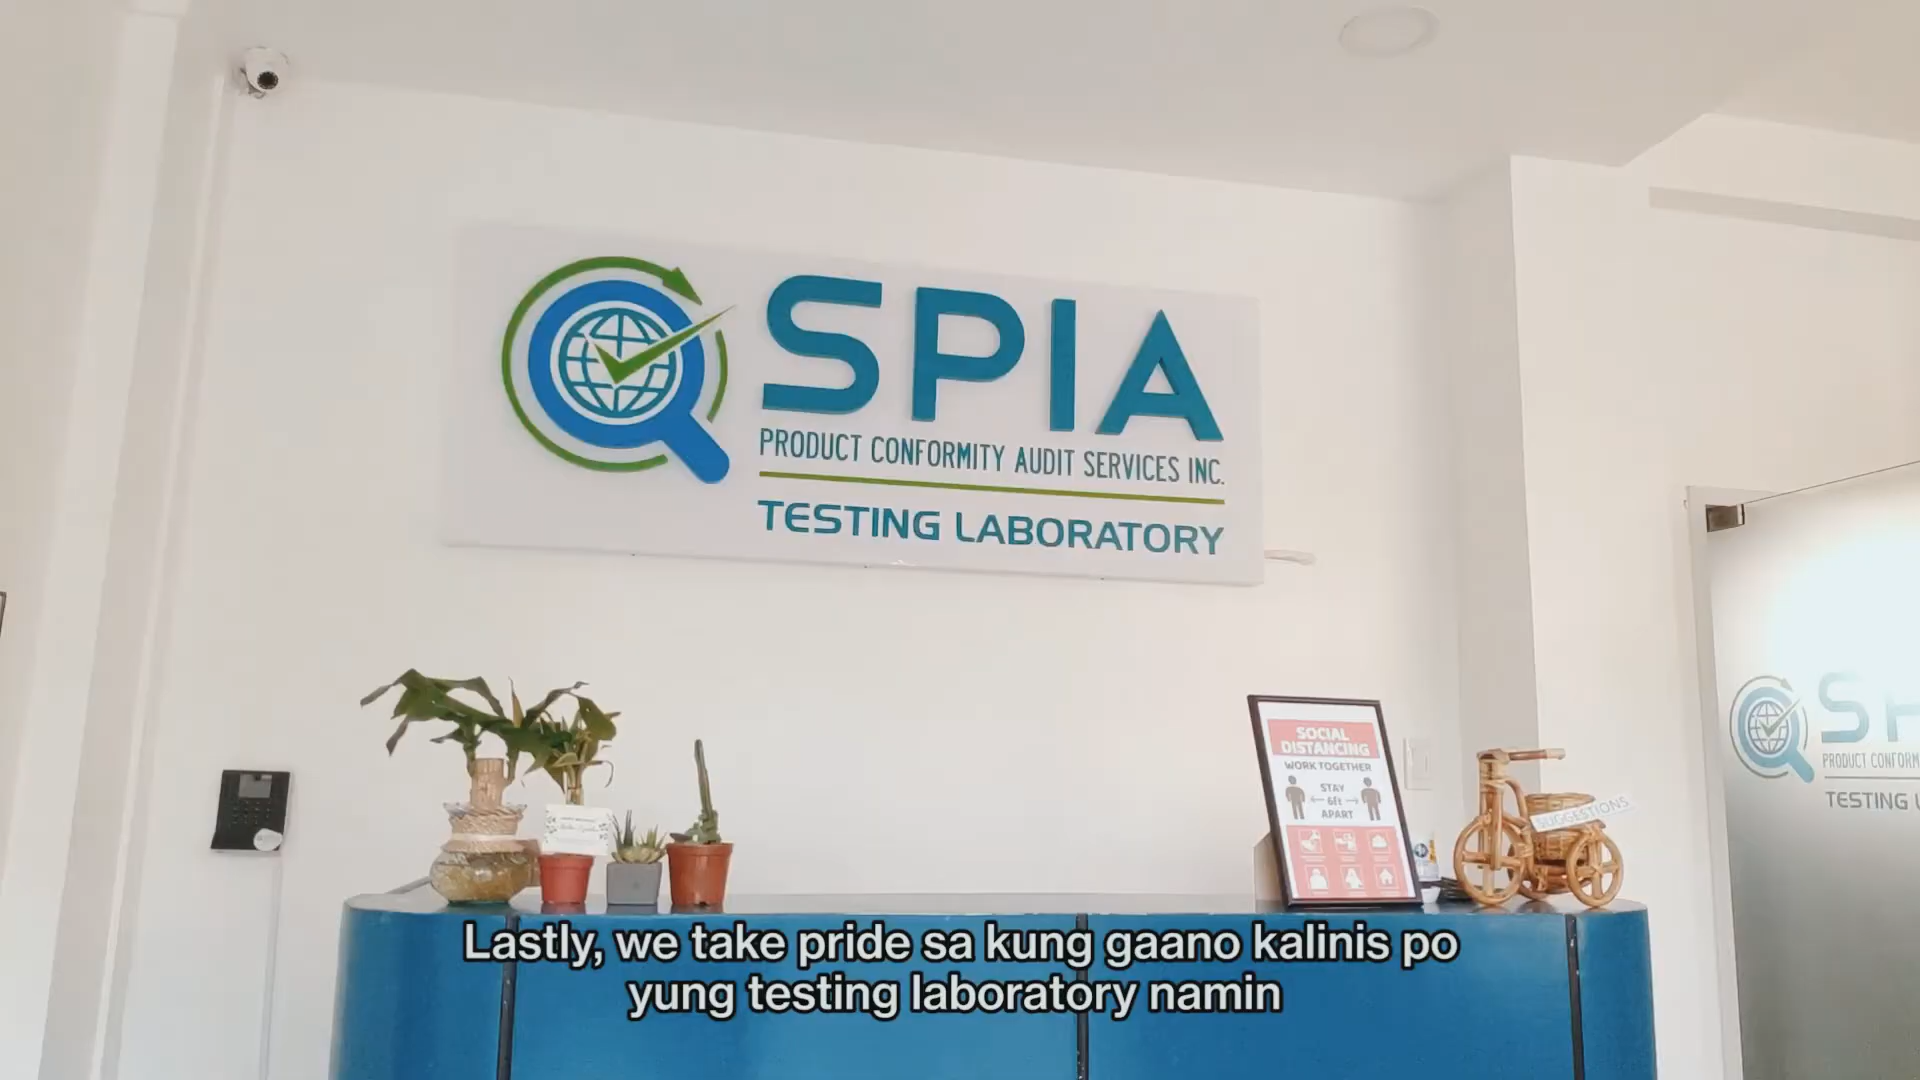 SPIA
PRODUCT CONFORMITY AUDIT SERVICES INC.
TESTING LABORATORY
SOCIAL
DISTANCING
WORK TOGETHER
STAY
6ft
APART
SUGGESTIONS
PRODUCT CONFORM
TESTING
Lastly, we take pride sa kung gaano kalinis po
yung testing laboratory namin